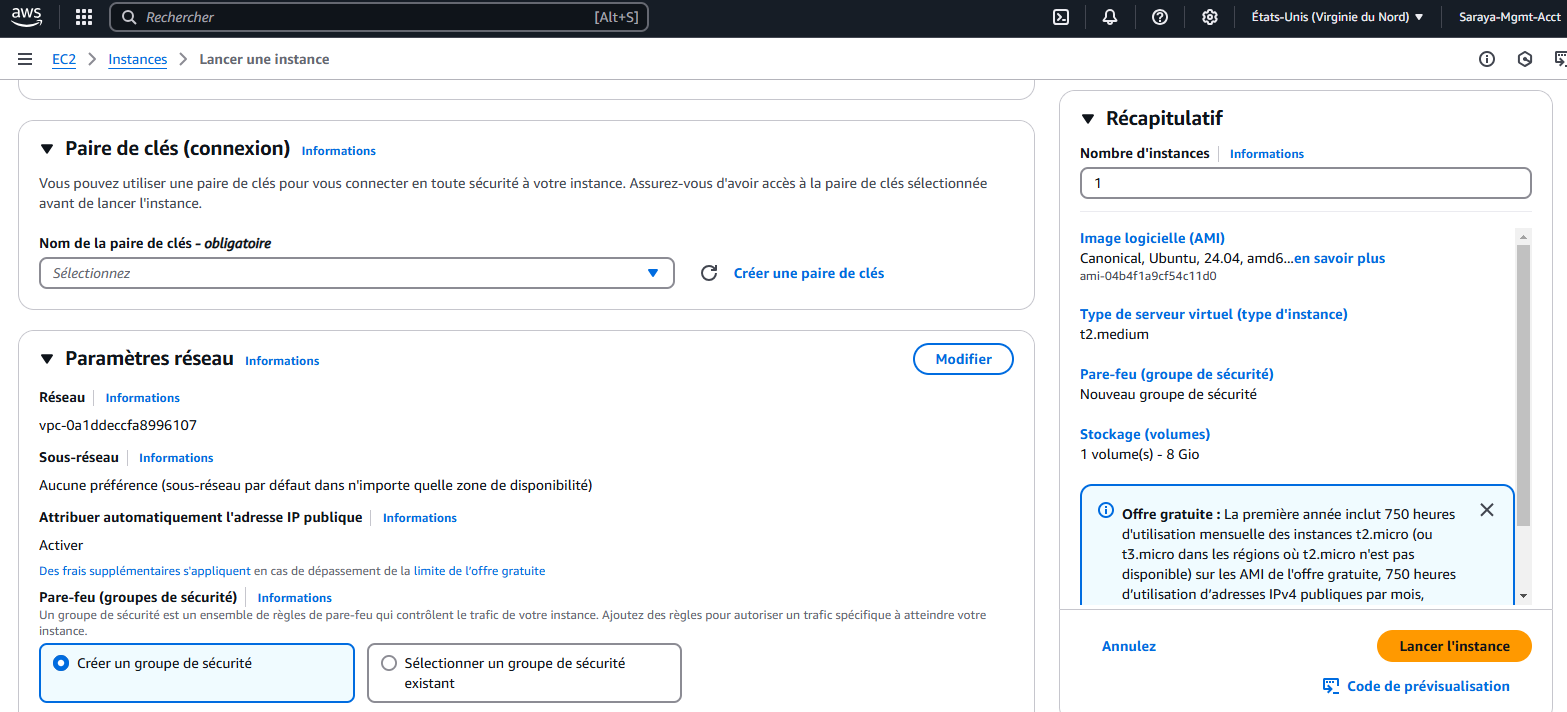 aws
Rechercher
[Alt+S]
États-Unis (Virginie du Nord)
Saraya-Mgmt-Acct
EC2
Instances
Lancer une instance
Paire de clés (connexion) Informations
Vous pouvez utiliser une paire de clés pour vous connecter en toute sécurité à votre instance. Assurez-vous d'avoir accès à la paire de clés sélectionnée
avant de lancer l'instance.
Nom de la paire de clés - obligatoire
Sélectionnez
Créer une paire de clés
Paramètres réseau Informations
Modifier
Réseau Informations
vpc-0a1ddeccfa8996107
Sous-réseau Informations
Aucune préférence (sous-réseau par défaut dans n'importe quelle zone de disponibilité)
Attribuer automatiquement l'adresse IP publique Informations
Activer
Des frais supplémentaires s'appliquent en cas de dépassement de la limite de l'offre gratuite
Pare-feu (groupes de sécurité) Informations
Un groupe de sécurité est un ensemble de règles de pare-feu qui contrôlent le trafic de votre instance. Ajoutez des règles pour autoriser un trafic spécifique à atteindre votre
instance.
Créer un groupe de sécurité
Sélectionner un groupe de sécurité
existant
Récapitulatif
Nombre d'instances Informations
1
Image logicielle (AMI)
Canonical, Ubuntu, 24.04, amd6...en savoir plus
ami-04b4f1a9cf54c11d0
Type de serveur virtuel (type d'instance)
t2.medium
Pare-feu (groupe de sécurité)
Nouveau groupe de sécurité
Stockage (volumes)
1 volume(s) - 8 Gio
Offre gratuite : La première année inclut 750 heures
d'utilisation mensuelle des instances t2.micro (ou
t3.micro dans les régions où t2.micro n'est pas
disponible) sur les AMI de l'offre gratuite, 750 heures
d'utilisation d'adresses IPv4 publiques par mois,
Annulez
Lancer l'instance
Code de prévisualisation